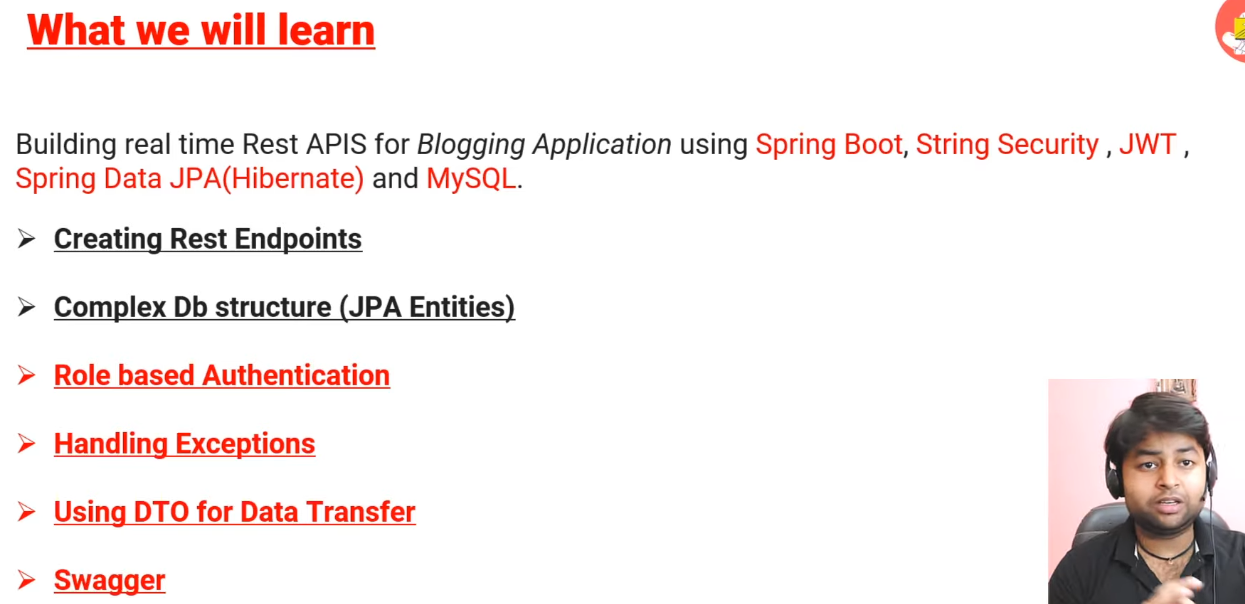 What we will learn
Building real time Rest APIS for Blogging Application using Spring Boot, String Security , JWT ,
Spring Data JPA(Hibernate) and MySQL.
➢ Creating Rest Endpoints
➢ Complex Db structure (JPA Entities)
➢ Role based Authentication
➢ Handling Exceptions
➢ Using DTO for Data Transfer
➢ Swagger